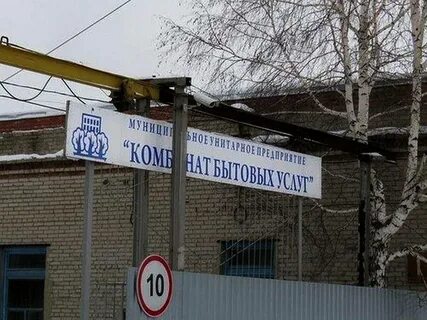 МУНИЦИПАЛЬНОЕ УНИТАРНОЕ ПРЕДПРИЯТИЕ
"КОМБИНАТ БЫТОВЫХ УСЛУГ"
10